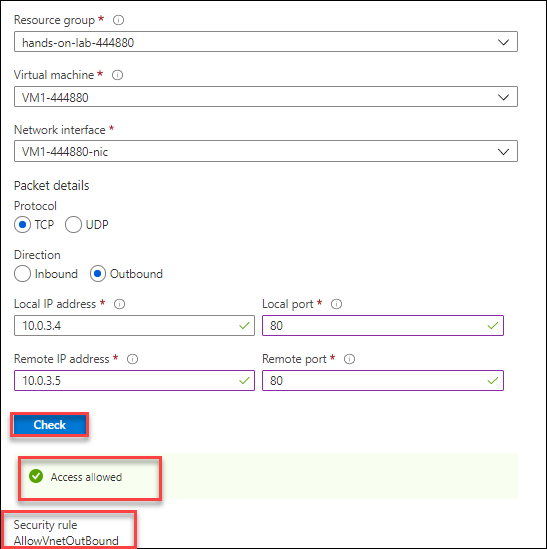 Resource group *
hands-on-lab-444880
Virtual machine *
VM1-444880
Network interface *
VM1-444880-nic
Packet details
Protocol
TCP UDP
Direction
Inbound Outbound
Local IP address * Local port *
10.0.3.4 80
Remote IP address * Remote port *
10.0.3.5 80
Check
Access allowed
Security rule
AllowVnetOutBound